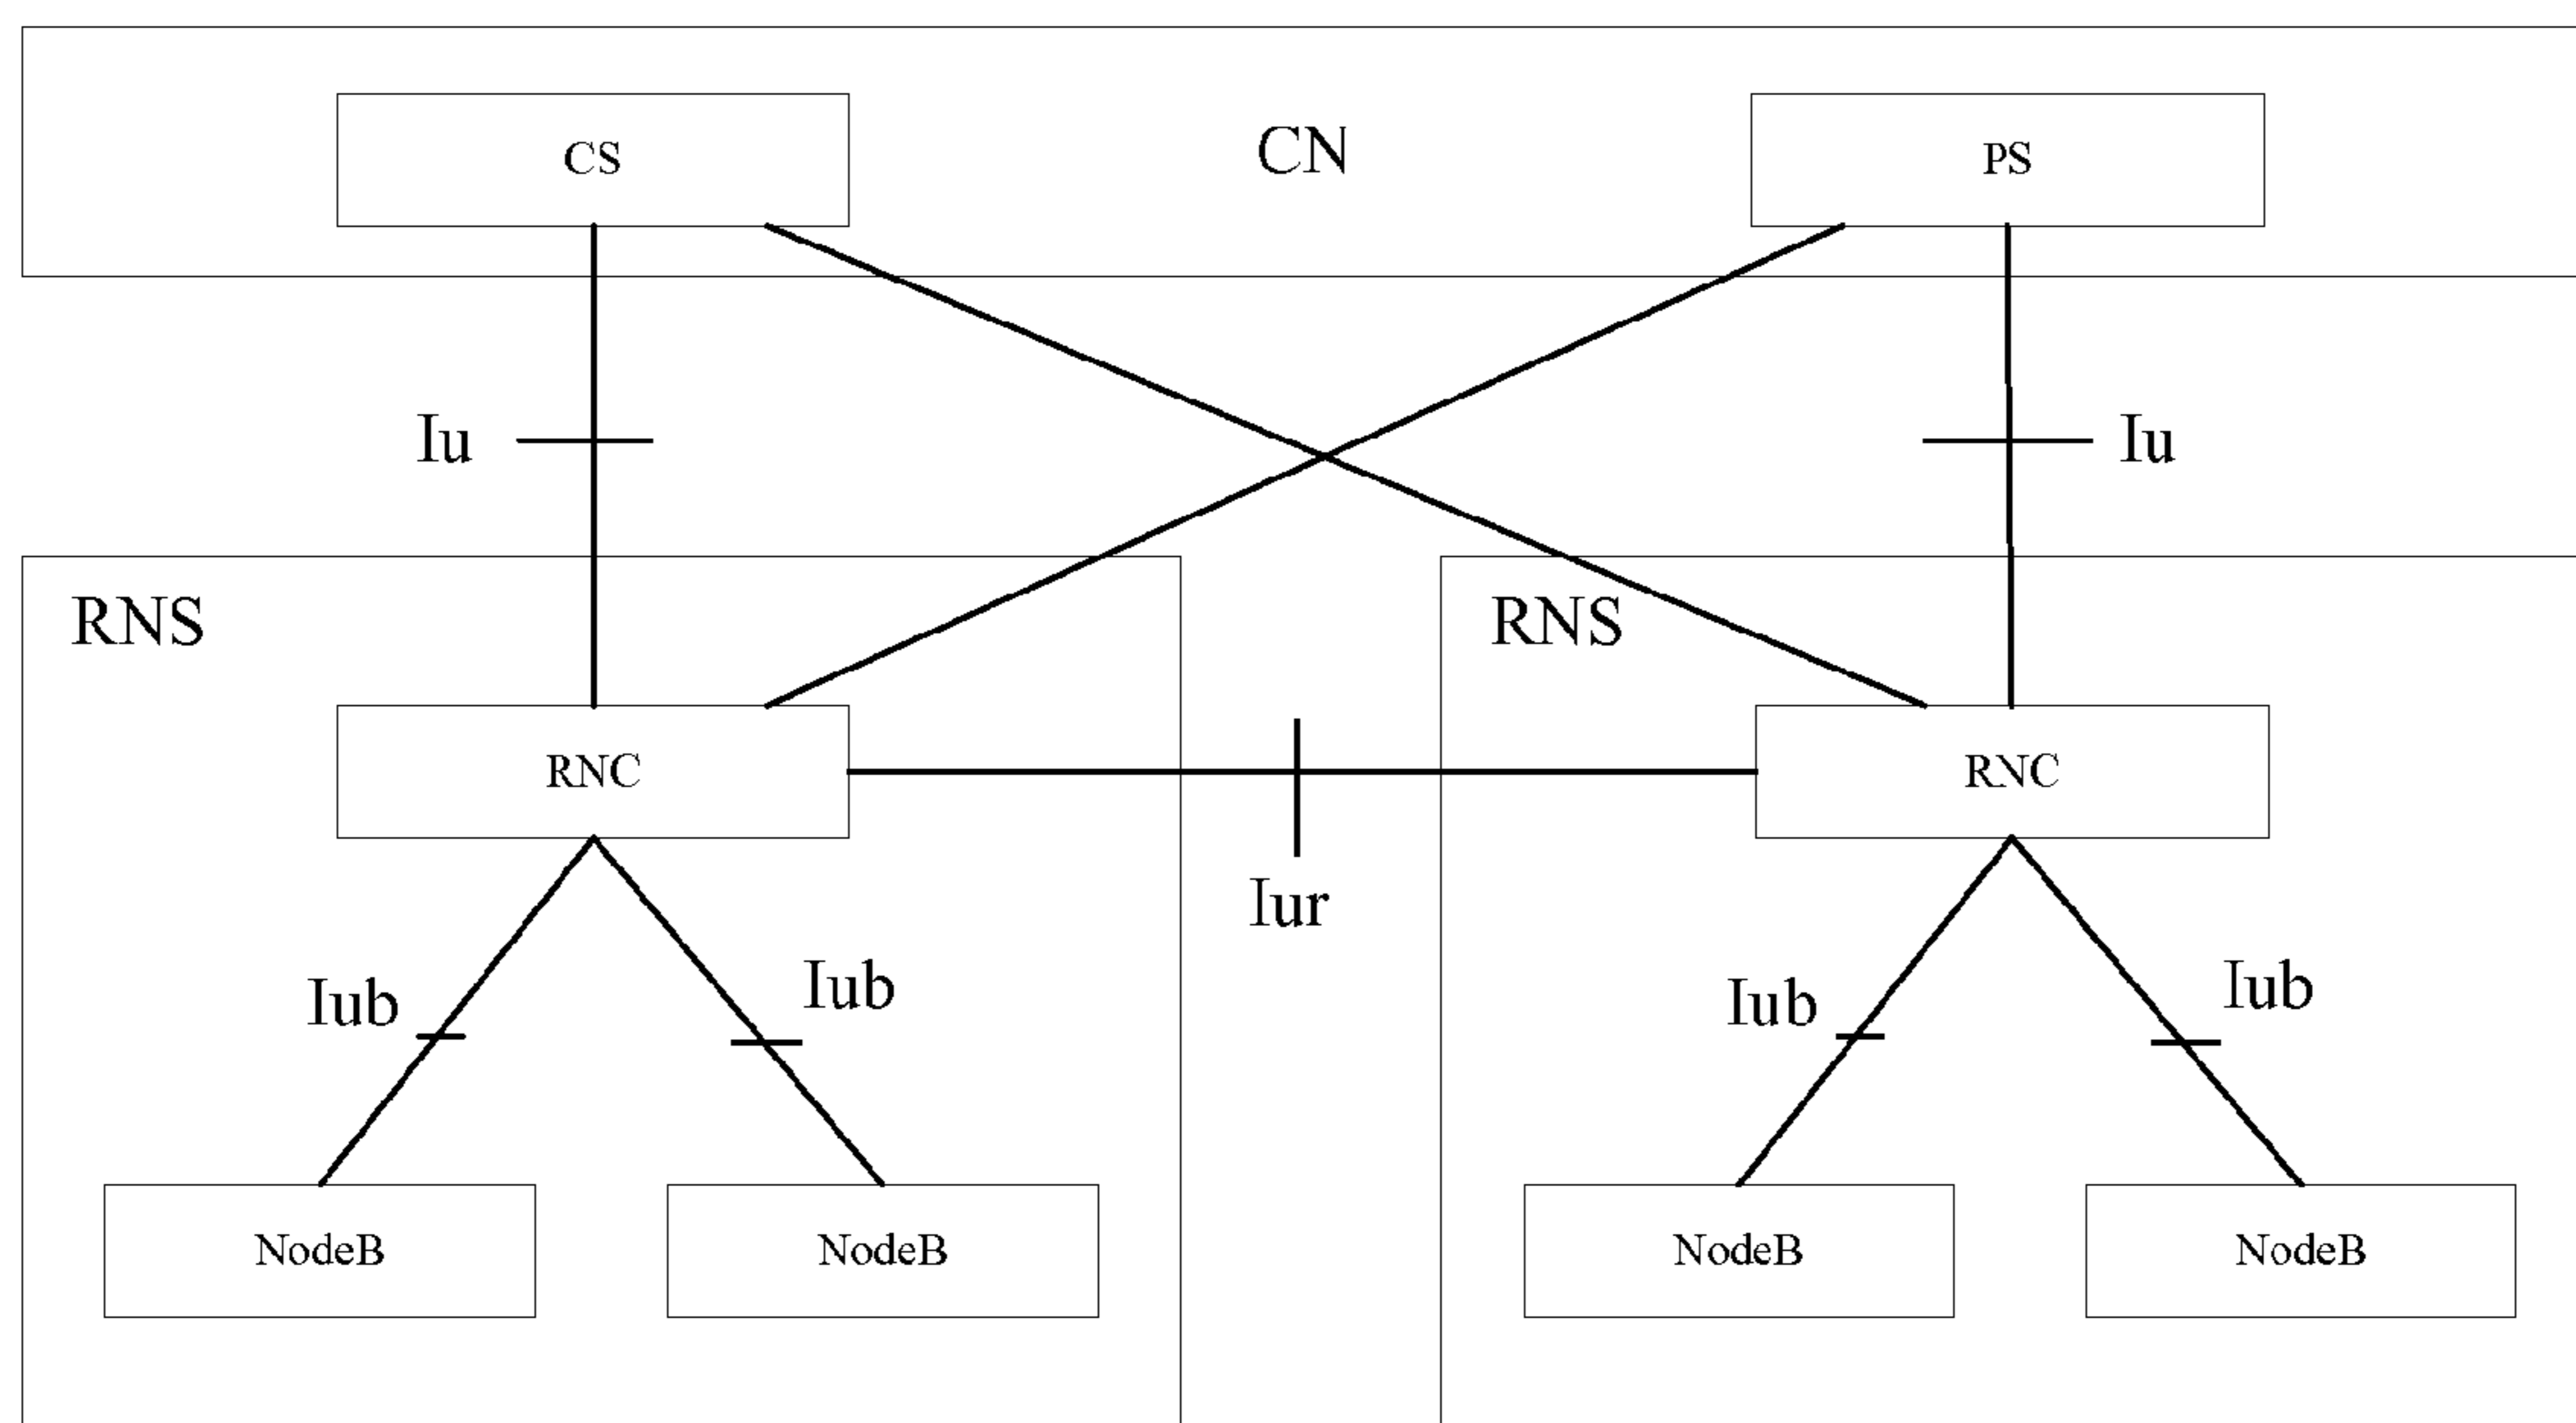 CS
CN
PS
Iu
Iu
RNS
RNS
RNC
RNC
Iur
Iub
Iub
Iub
Iub
NodeB
NodeB
NodeB
NodeB